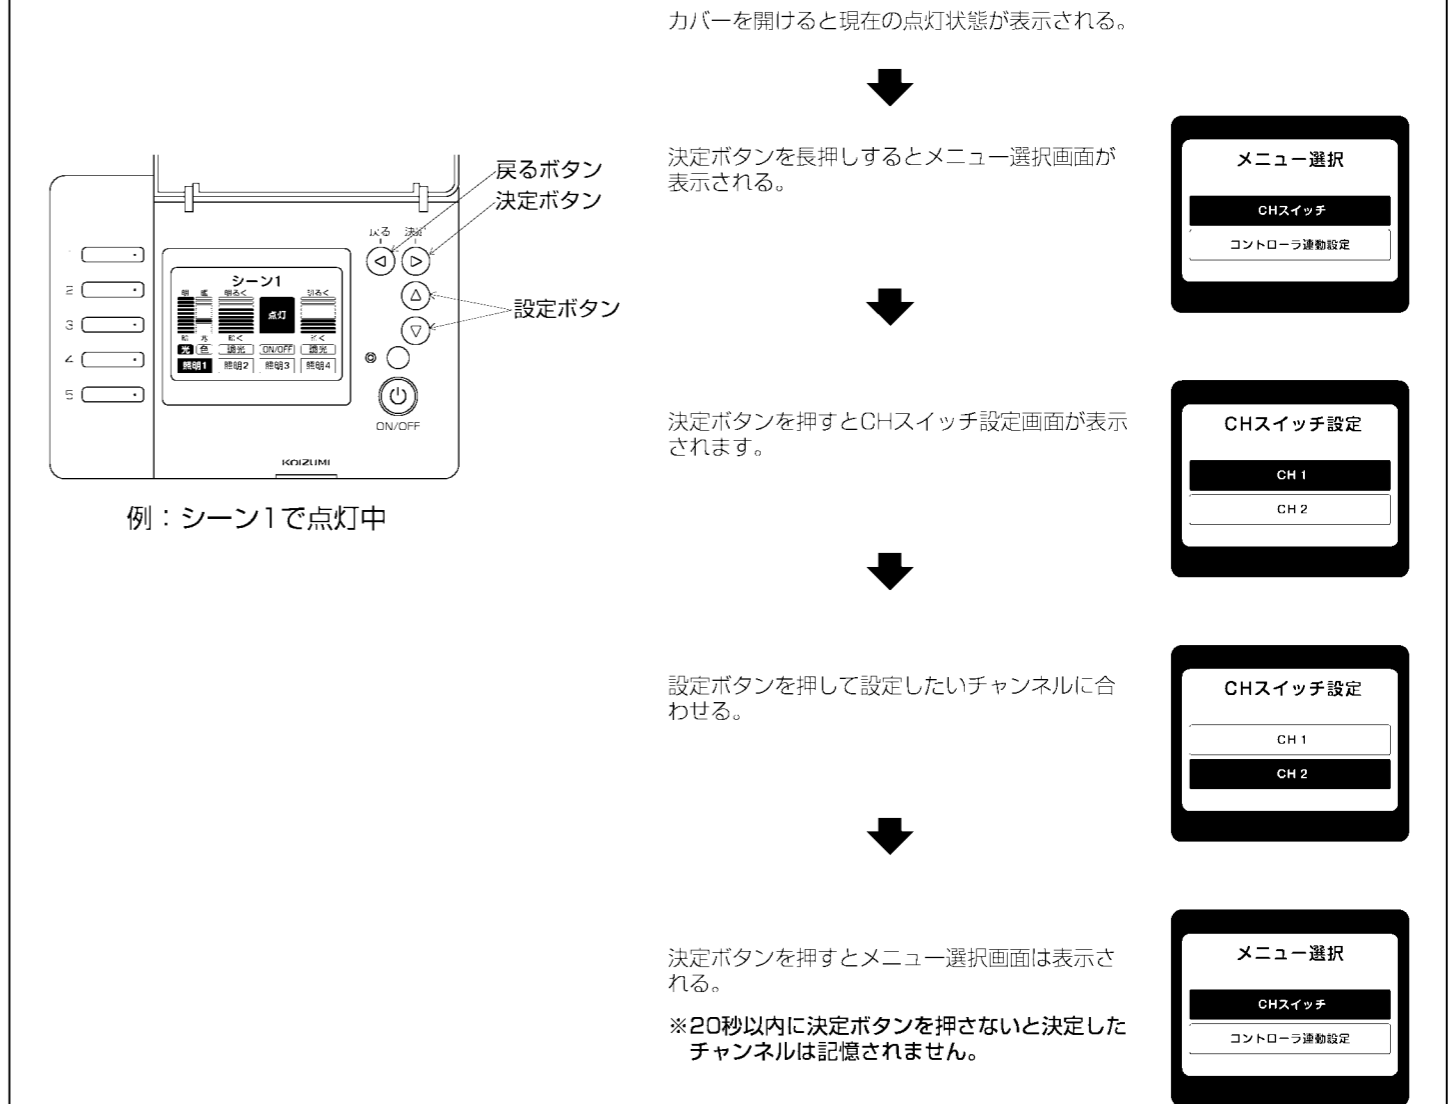 カバーを開けると現在の点灯状態が表示される。
決定ボタンを長押しするとメニュー選択画面が
表示される。
メニュー選択
CHスイッチ
コントローラ連動設定
戻るボタン
決定ボタン
設定ボタン
戻る
シーン1
明るく
点灯
光 色
調光
ON/OFF
調光
照明1
照明2
照明3
照明4
2
3
4
5
ON/OFF
KOIZUMI
例：シーン1で点灯中
決定ボタンを押すとCHスイッチ設定画面が表示
されます。
CHスイッチ設定
CH 1
CH 2
設定ボタンを押して設定したいチャンネルに合
わせる。
CHスイッチ設定
CH 1
CH 2
決定ボタンを押すとメニュー選択画面は表示さ
れる。
※20秒以内に決定ボタンを押さないと決定した
チャンネルは記憶されません。
メニュー選択
CHスイッチ
コントローラ連動設定